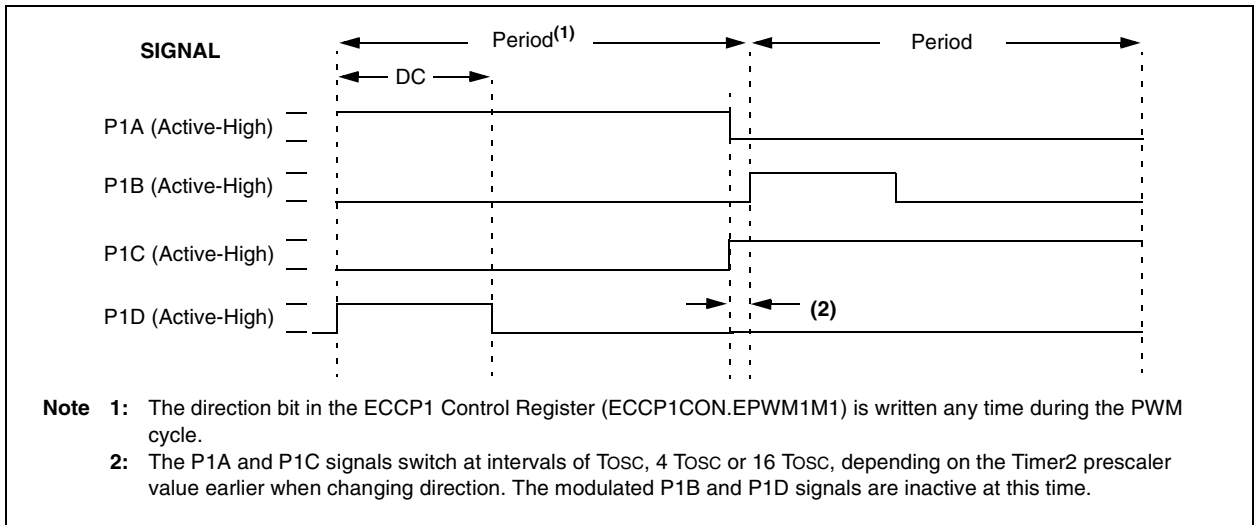 SIGNAL
Period(1)
Period
DC
P1A (Active-High)
P1B (Active-High)
P1C (Active-High)
P1D (Active-High)
(2)
Note 1: The direction bit in the ECCP1 Control Register (ECCP1CON.EPWM1M1) is written any time during the PWM
cycle.
2: The P1A and P1C signals switch at intervals of TOSC, 4 TOSC or 16 TOSC, depending on the Timer2 prescaler
value earlier when changing direction. The modulated P1B and P1D signals are inactive at this time.